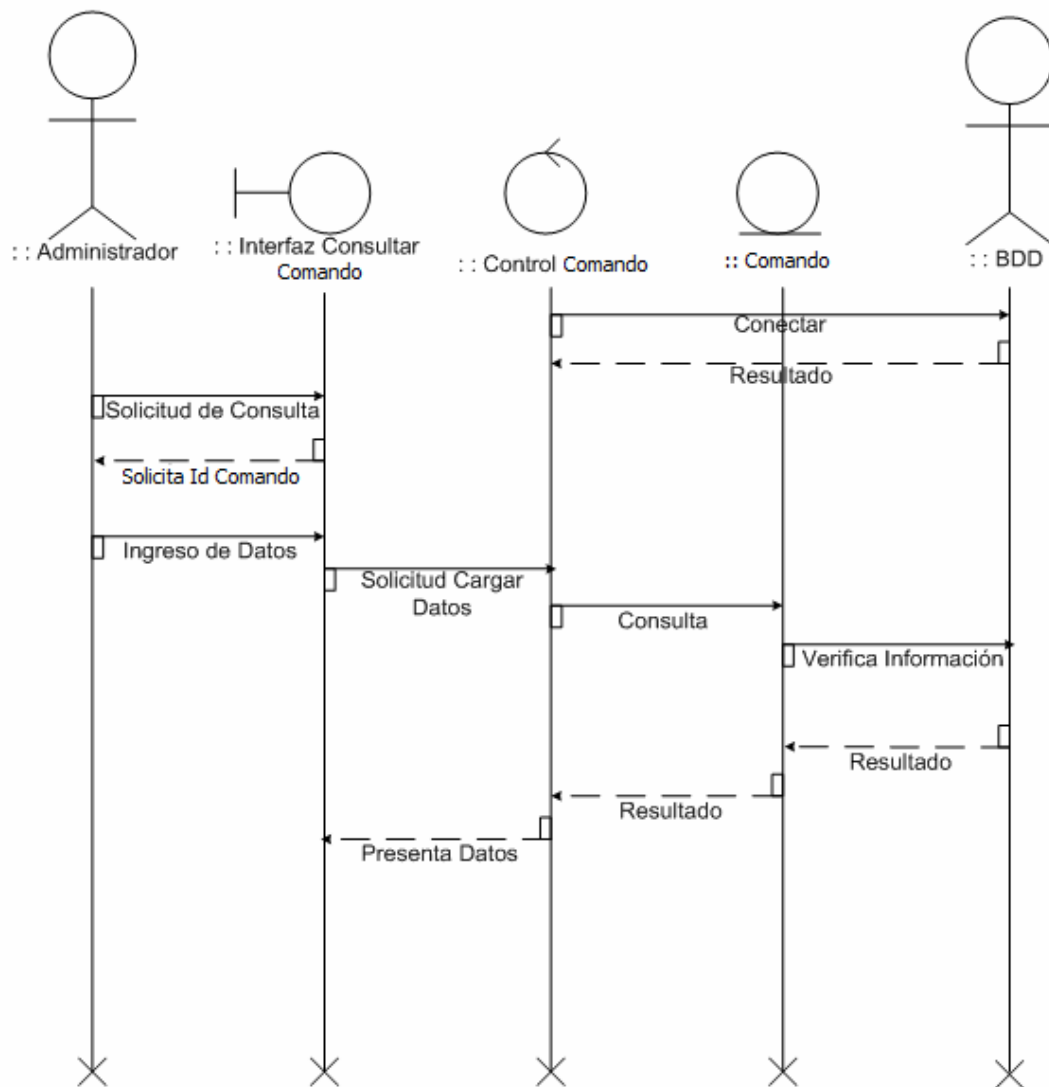 : : Administrador
: : Interfaz Consultar
Comando
: : Control Comando
:: Comando
: : BDD
Conectar
Resultado
Solicitud de Consulta
Solicita Id Comando
Ingreso de Datos
Solicitud Cargar
Datos
Consulta
Verifica Información
Resultado
Resultado
Presenta Datos